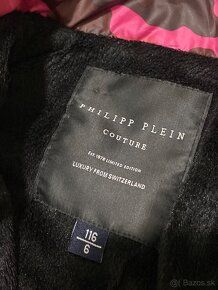 PHILIPP PLEIN
COUTURE
EST. 1978 LIMITED EDITION
LUXURY FROM SWITZERLAND
116
6
Bazos.sk